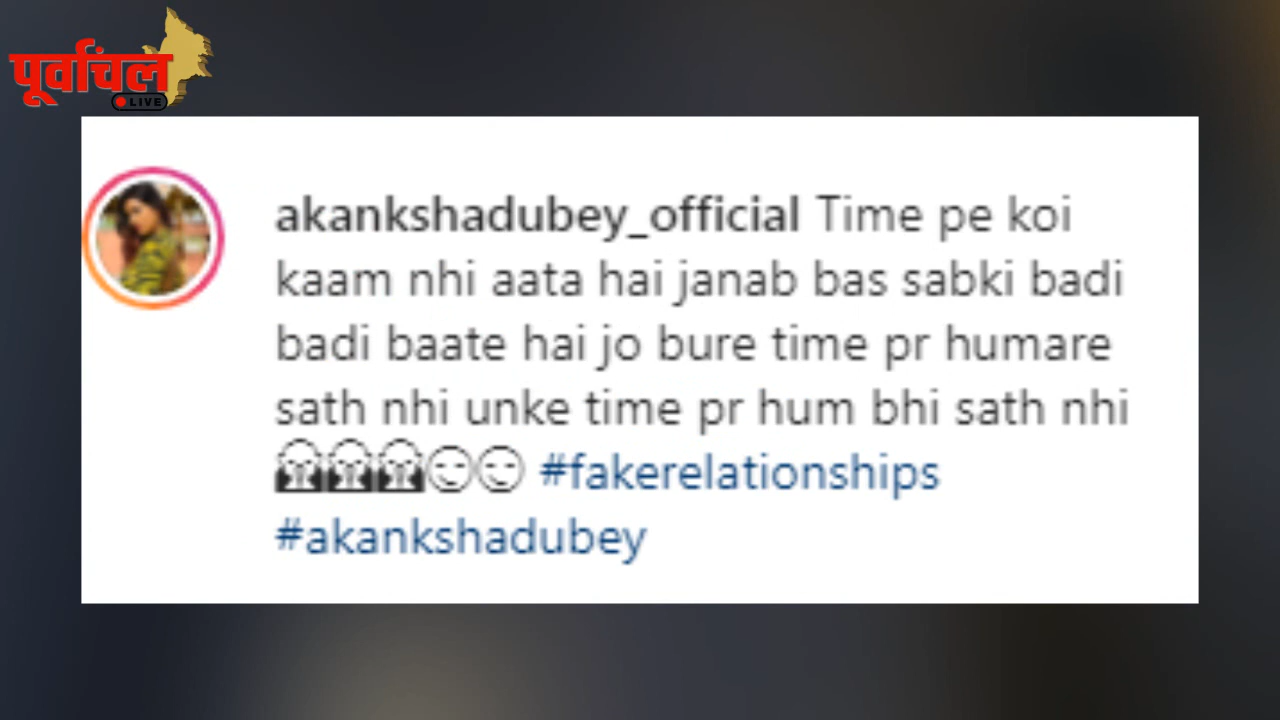 पूर्वांचल
LIVE
akankshadubey_official Time pe koi
kaam nhi aata hai janab bas sabki badi
badi baate hai jo bure time pr humare
sath nhi unke time pr hum bhi sath nhi
#fakerelationships
#akankshadubey